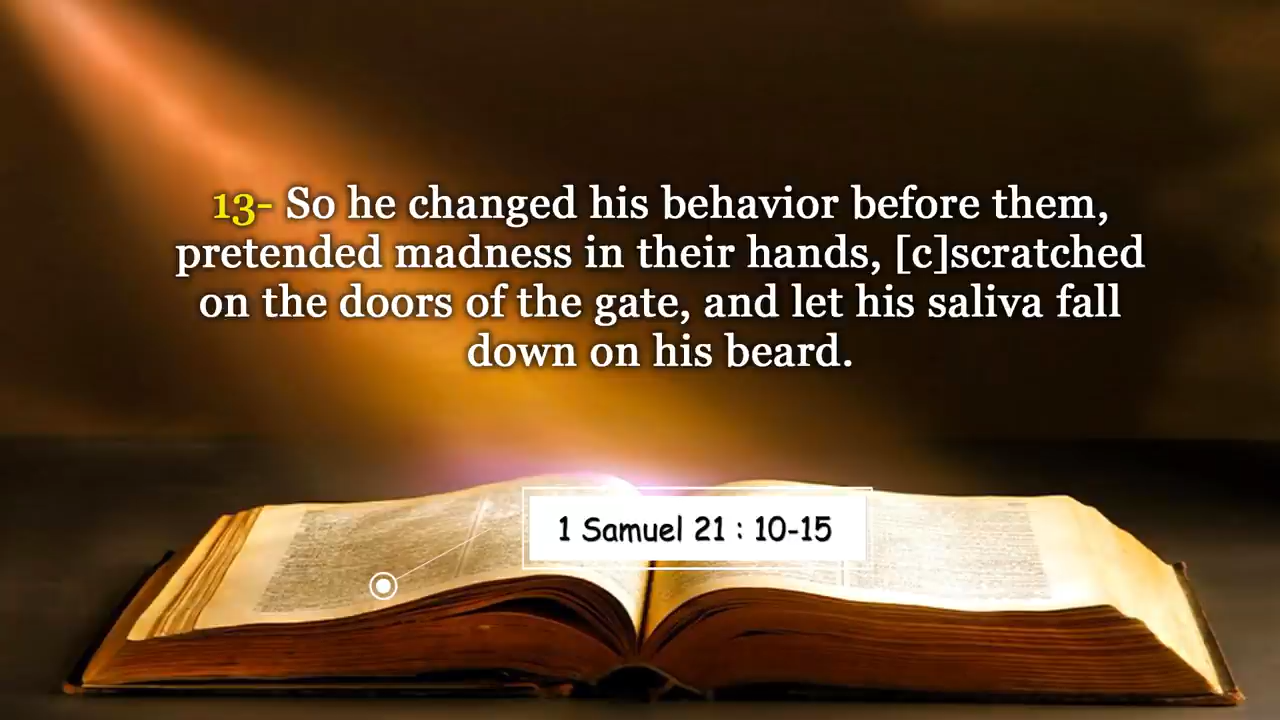 13- So he changed his behavior before them,
pretended madness in their hands, [c]scratched
on the doors of the gate, and let his saliva fall
down on his beard.
1 Samuel 21 : 10-15